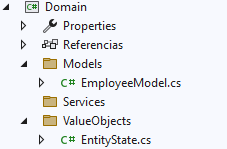 Domain
Properties
Referencias
Models
C# EmployeeModel.cs
Services
ValueObjects
C# EntityState.cs